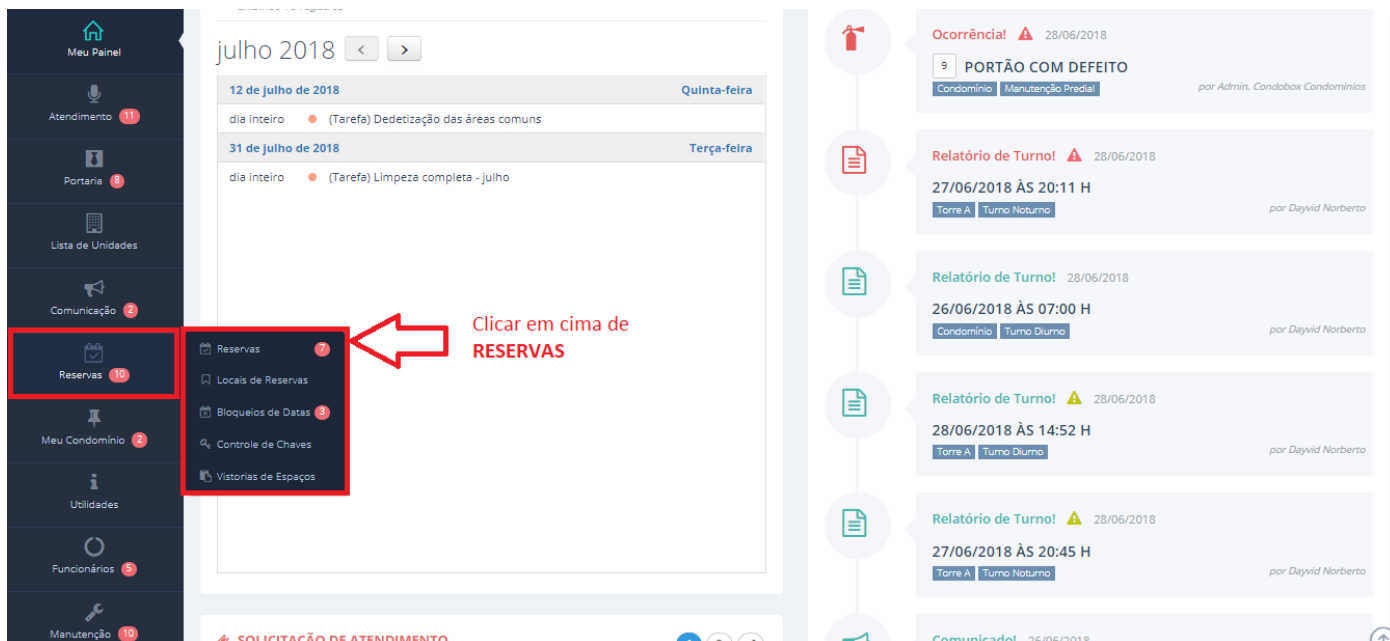 Meu Painel
Atendimento 11
Portaria 8
Lista de Unidades
Comunicação 2
Reservas 10
Meu Condomínio 2
Utilidades
Funcionários 5
Manutenção 10
Reservas 7
Locais de Reservas
Bloqueios de Datas 3
Controle de Chaves
Vistorias de Espaços
julho 2018 < >
12 de julho de 2018 Quinta-feira
dia inteiro (Tarefa) Dedetização das áreas comuns
31 de julho de 2018 Terça-feira
dia inteiro (Tarefa) Limpeza completa - julho
Clicar em cima de
RESERVAS
SOLICITAÇÃO DE ATENDIMENTO
Ocorrência! 28/06/2018
9 PORTÃO COM DEFEITO
Condomínio Manutenção Predial por Admin. Condobox Condominios
Relatório de Turno! 28/06/2018
27/06/2018 ÀS 20:11 H
Torre A Turno Noturno por Dayvid Norberto
Relatório de Turno! 28/06/2018
26/06/2018 ÀS 07:00 H
Condomínio Turno Diurno por Dayvid Norberto
Relatório de Turno! 28/06/2018
28/06/2018 ÀS 14:52 H
Torre A Turno Diurno por Dayvid Norberto
Relatório de Turno! 28/06/2018
27/06/2018 ÀS 20:45 H
Torre A Turno Noturno por Dayvid Norberto
Comunicado! 26/06/2018